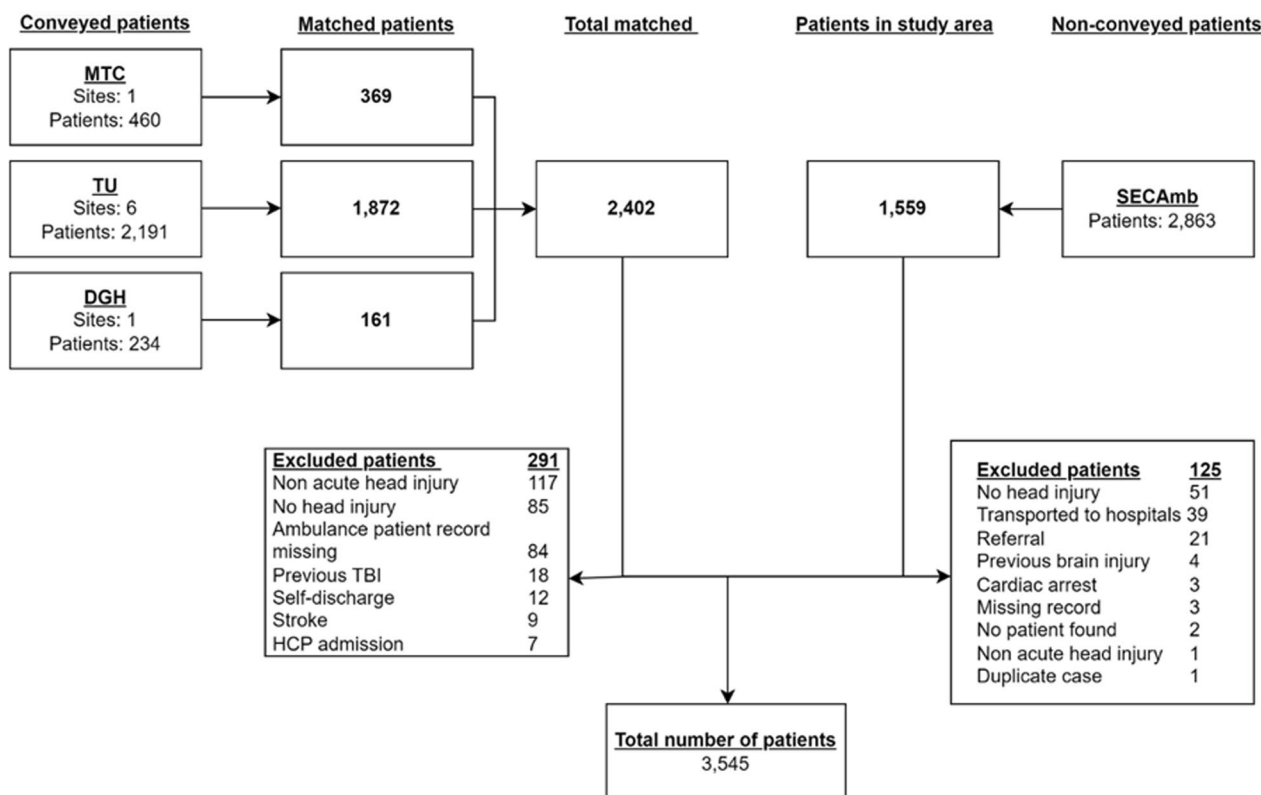 Conveyed patients
Matched patients
Total matched
Patients in study area
Non-conveyed patients
MTC
Sites: 1
Patients: 460
369
TU
Sites: 6
Patients: 2,191
1,872
2,402
1,559
SECAmb
Patients: 2,863
DGH
Sites: 1
Patients: 234
161
Excluded patients 291
Non acute head injury 117
No head injury 85
Ambulance patient record
missing 84
Previous TBI 18
Self-discharge 12
Stroke 9
HCP admission 7
Excluded patients 125
No head injury 51
Transported to hospitals 39
Referral 21
Previous brain injury 4
Cardiac arrest 3
Missing record 3
No patient found 2
Non acute head injury 1
Duplicate case 1
Total number of patients
3,545